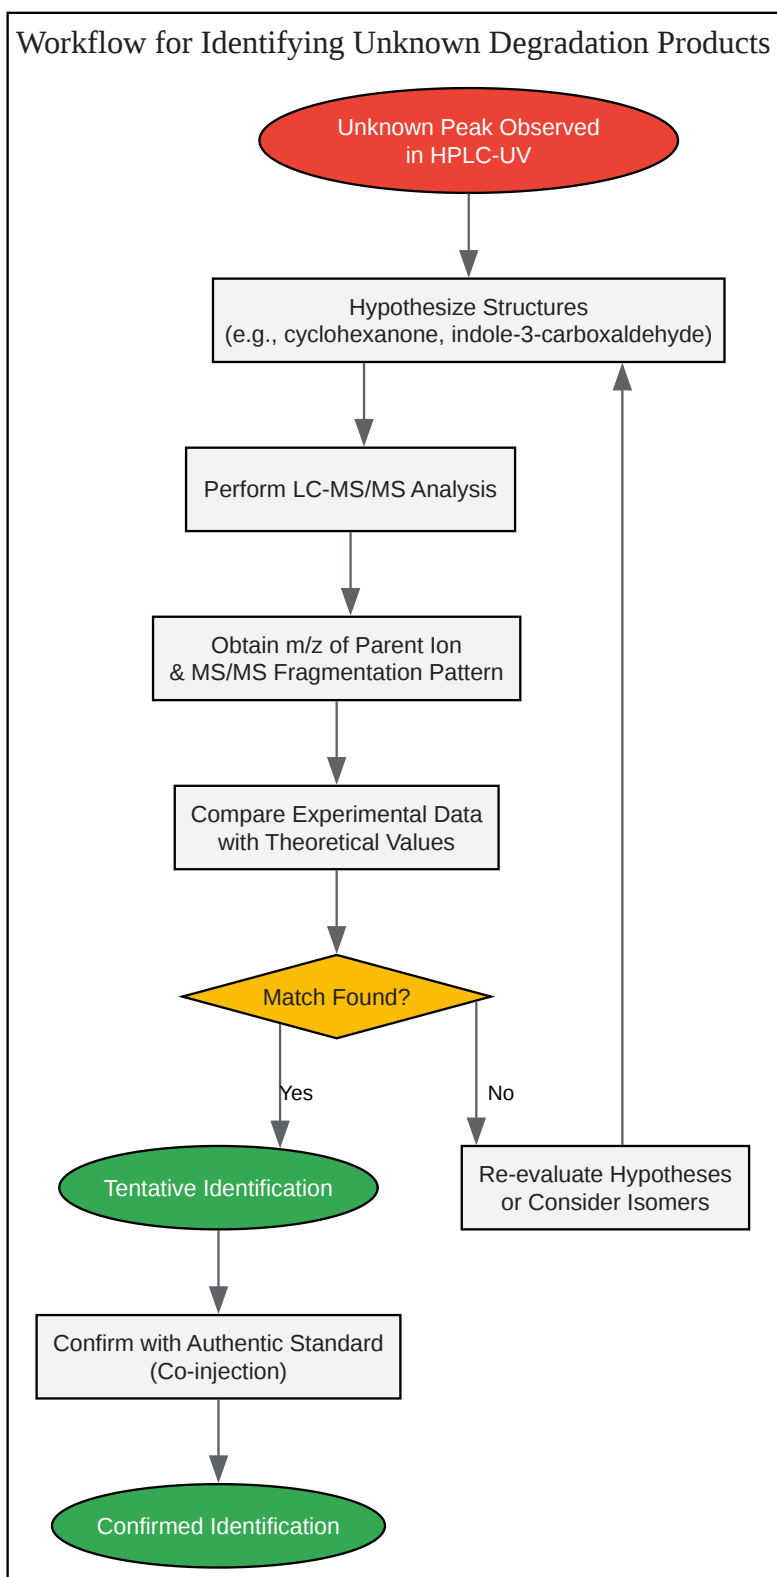 Workflow for Identifying Unknown Degradation Products
Unknown Peak Observed
in HPLC-UV
Hypothesize Structures
(e.g., cyclohexanone, indole-3-carboxaldehyde)
Perform LC-MS/MS Analysis
Obtain m/z of Parent Ion
& MS/MS Fragmentation Pattern
Compare Experimental Data
with Theoretical Values
Match Found?
Yes
No
Tentative Identification
Re-evaluate Hypotheses
or Consider Isomers
Confirm with Authentic Standard
(Co-injection)
Confirmed Identification